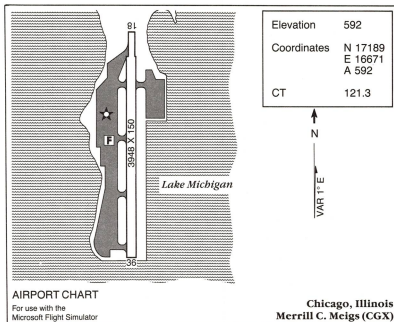 18
3948 X 150
F
Lake Michigan
36
Elevation 592
Coordinates N 17189
E 16671
A 592
CT 121.3
N
VAR 1° E
AIRPORT CHART
For use with the
Microsoft Flight Simulator
Chicago, Illinois
Merrill C. Meigs (CGX)